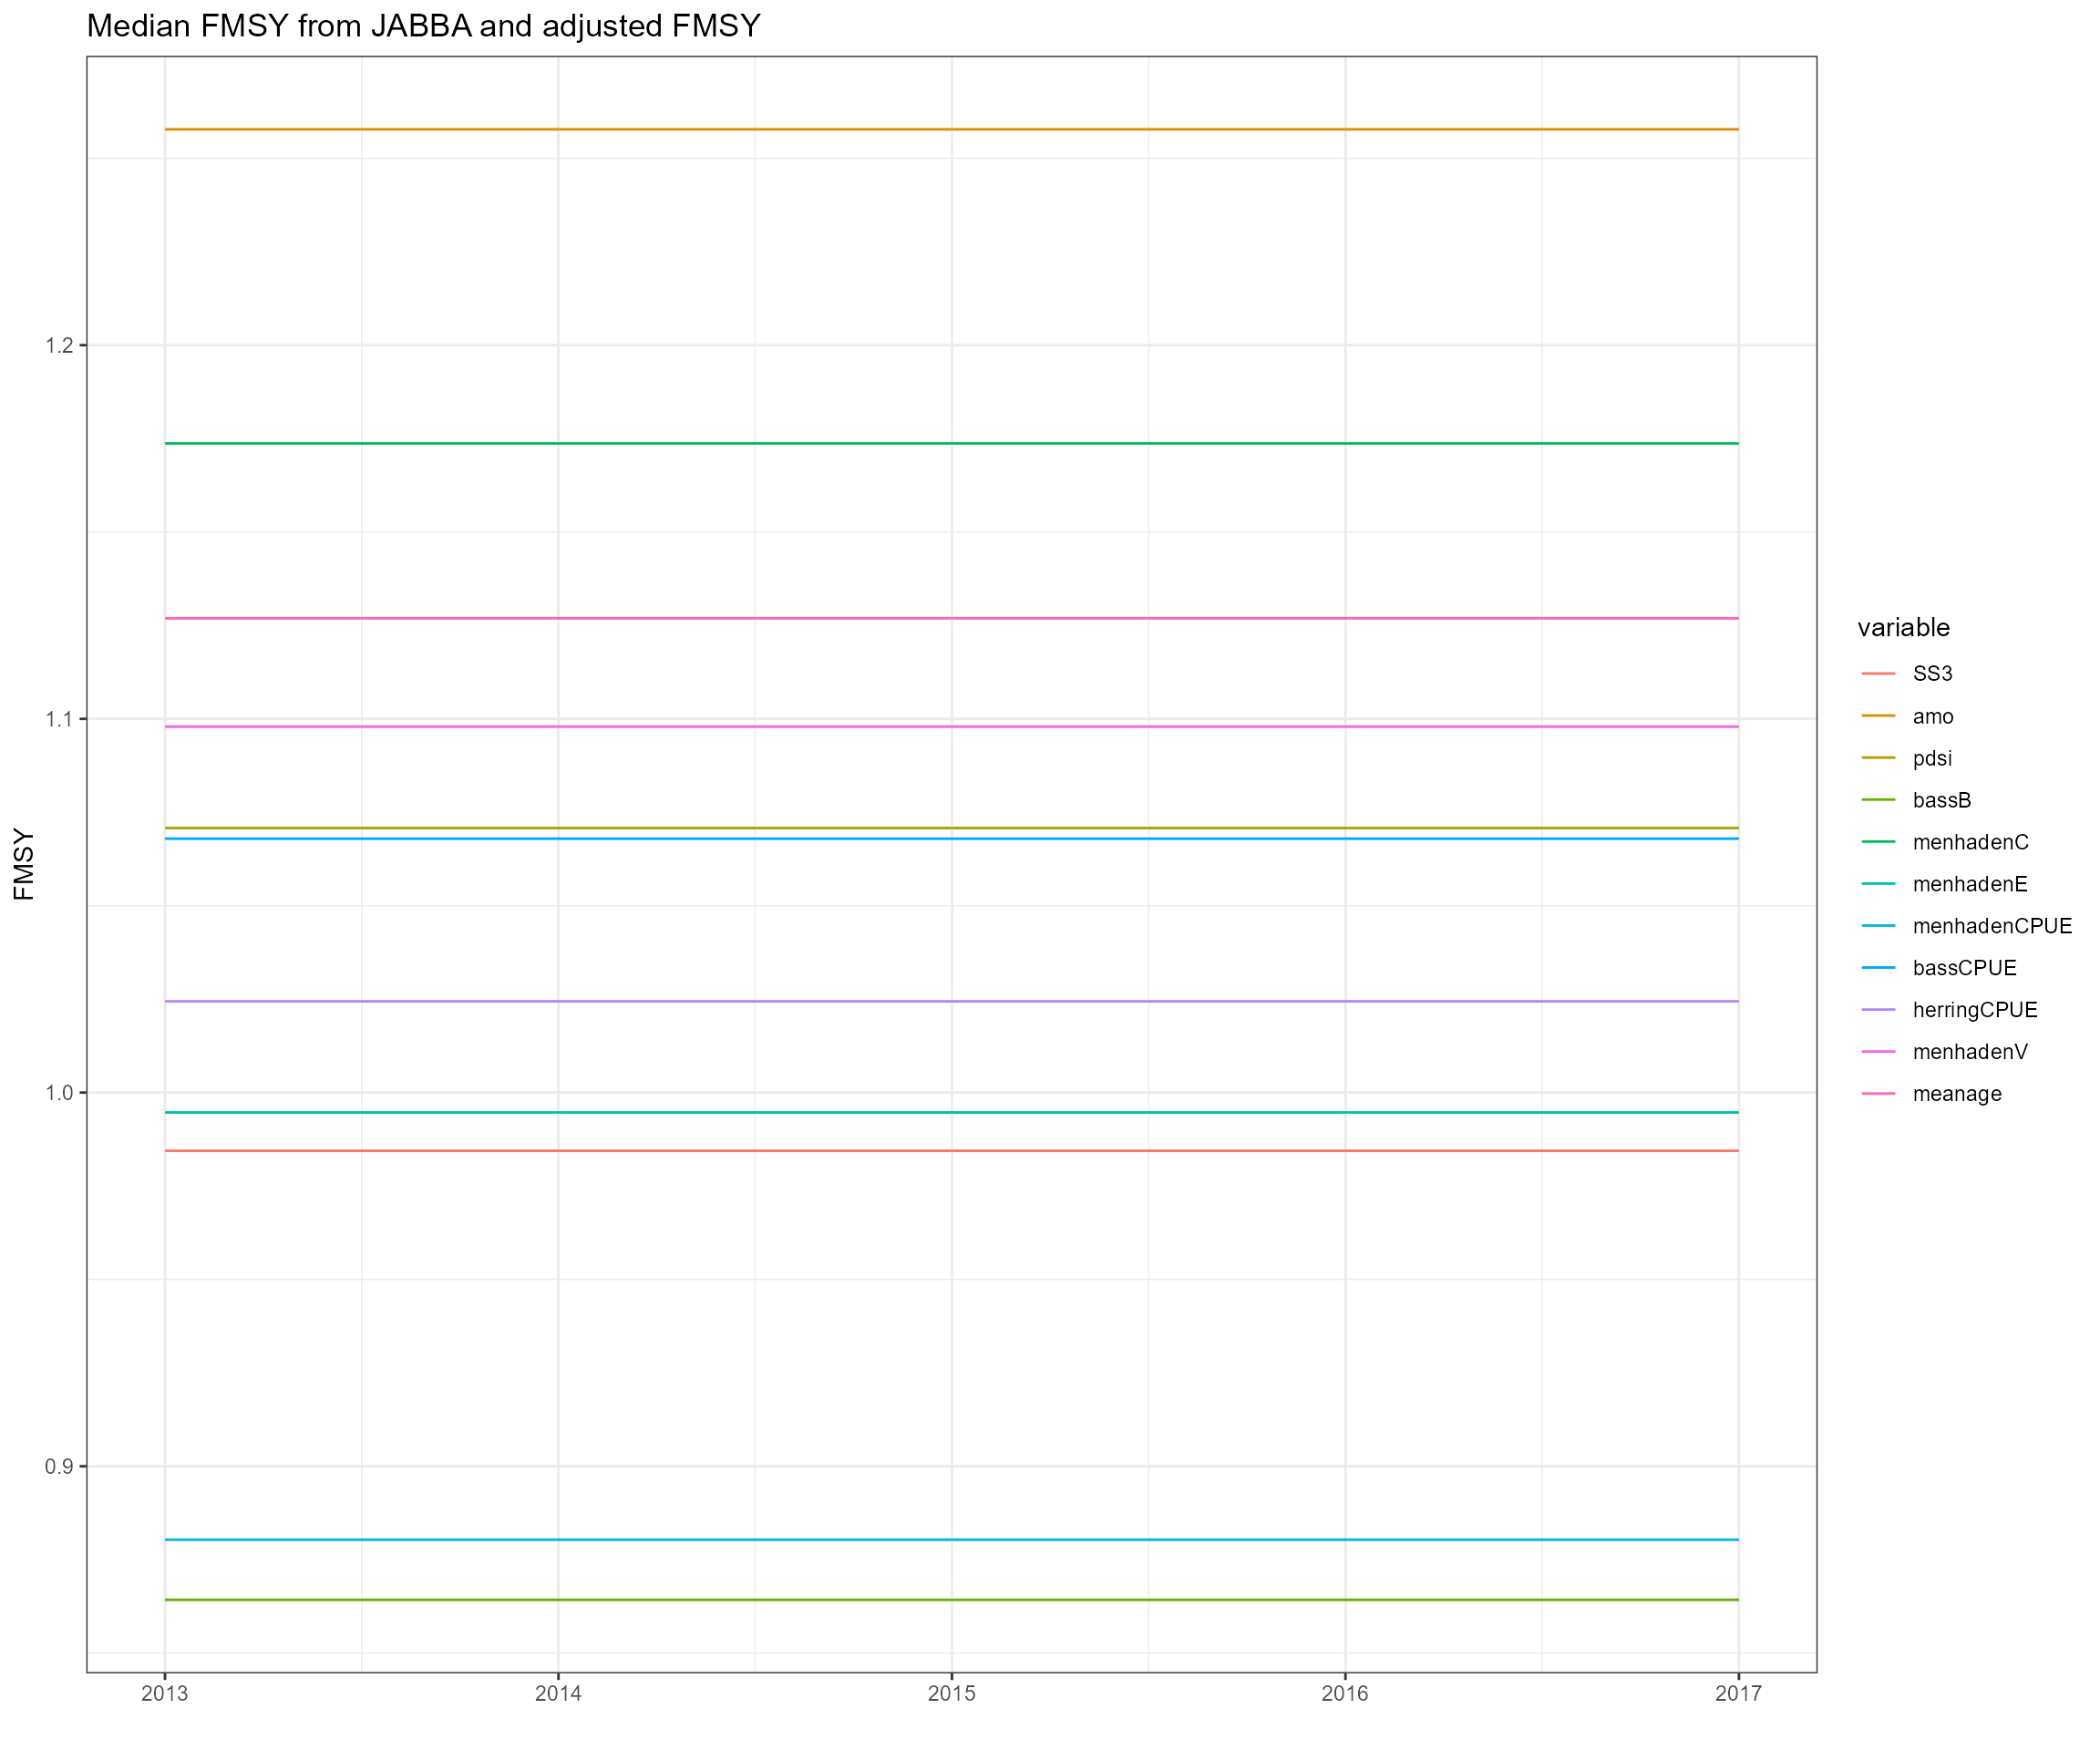 Median FMSY from JABBA and adjusted FMSY
FMSY
1.2
1.1
1.0
0.9
2013
2014
2015
2016
2017
variable
SS3
amo
pdsi
bassB
menhadenC
menhadenE
menhadenCPUE
bassCPUE
herringCPUE
menhadenV
meanage